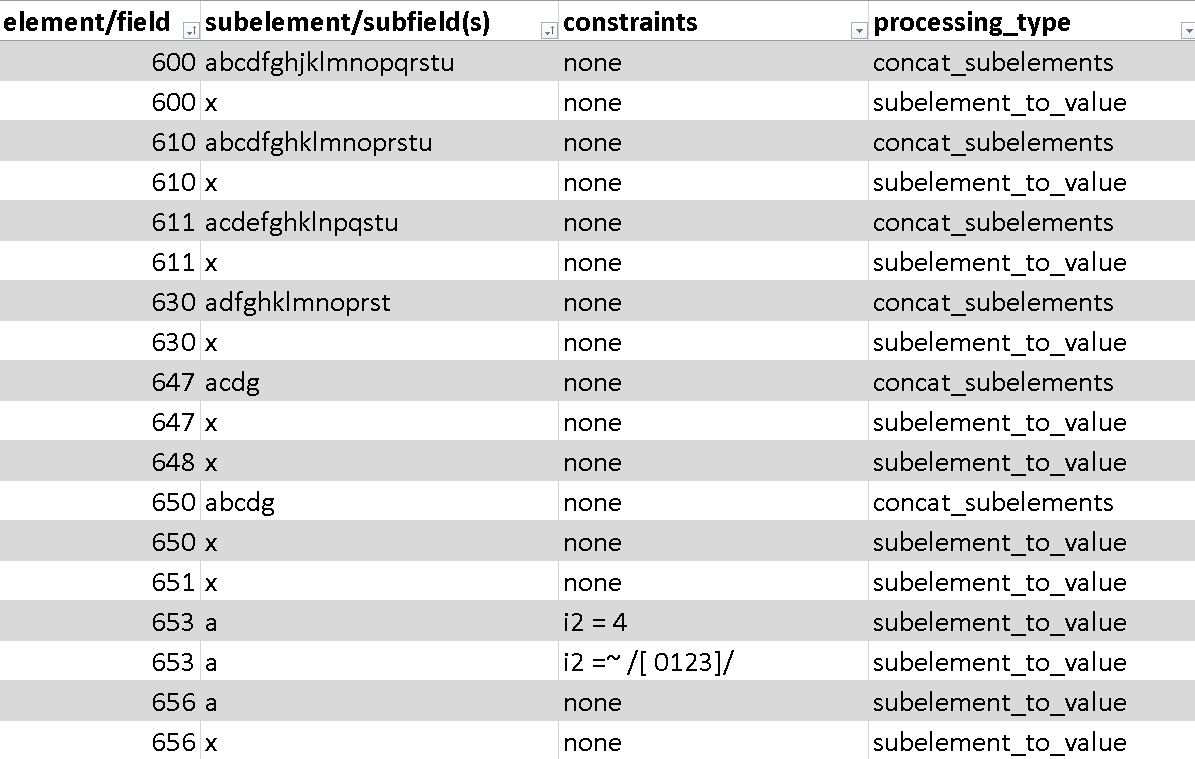 element/field subelement/subfield(s) constraints processing_type
600 abcdfghjklmnopqrstu none concat_subelements
600 x none subelement_to_value
610 abcdfghklmnoprstu none concat_subelements
610 x none subelement_to_value
611 acdefghklnpqstu none concat_subelements
611 x none subelement_to_value
630 adfghklmnoprst none concat_subelements
630 x none subelement_to_value
647 acdg none concat_subelements
647 x none subelement_to_value
648 x none subelement_to_value
650 abcdg none concat_subelements
650 x none subelement_to_value
651 x none subelement_to_value
653 a i2 = 4 subelement_to_value
653 a i2 =~ /[ 0123]/ subelement_to_value
656 a none subelement_to_value
656 x none subelement_to_value